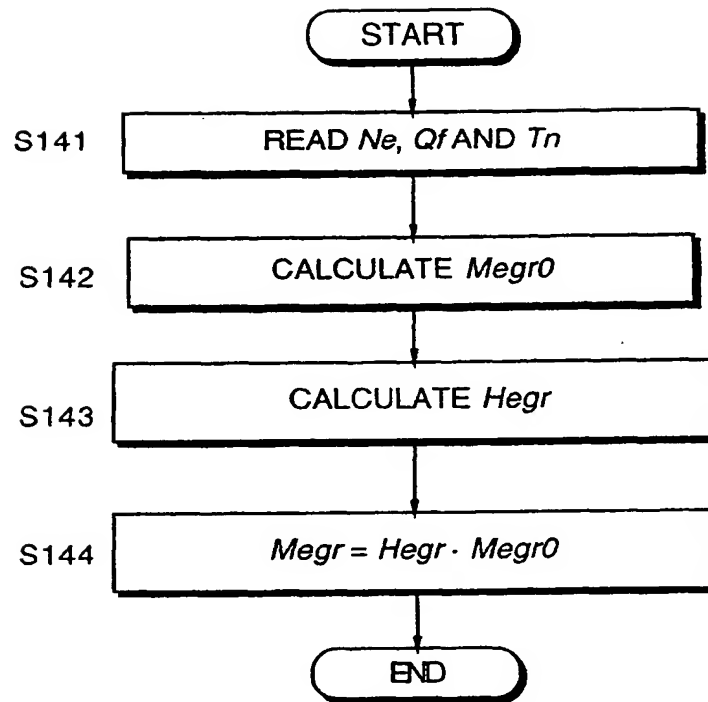 START
S141
READ Ne, Qf AND Tn
S142
CALCULATE Megr0
S143
CALCULATE Hegr
S144
Megr = Hegr · Megr0
END